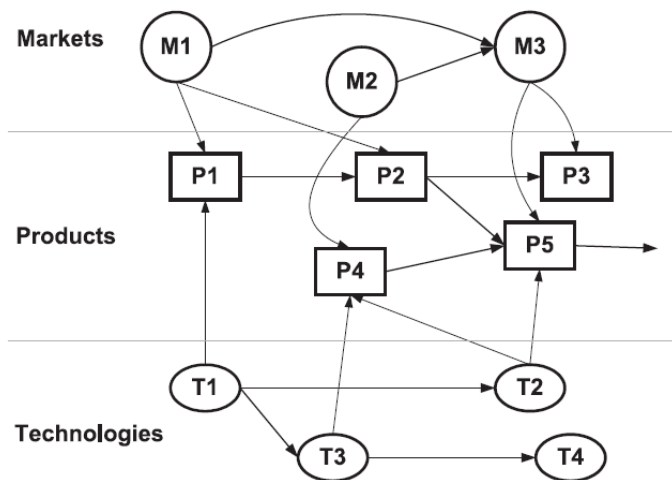 Markets
M1
M2
M3
P1
P2
P3
Products
P4
P5
T1
T2
Technologies
T3
T4